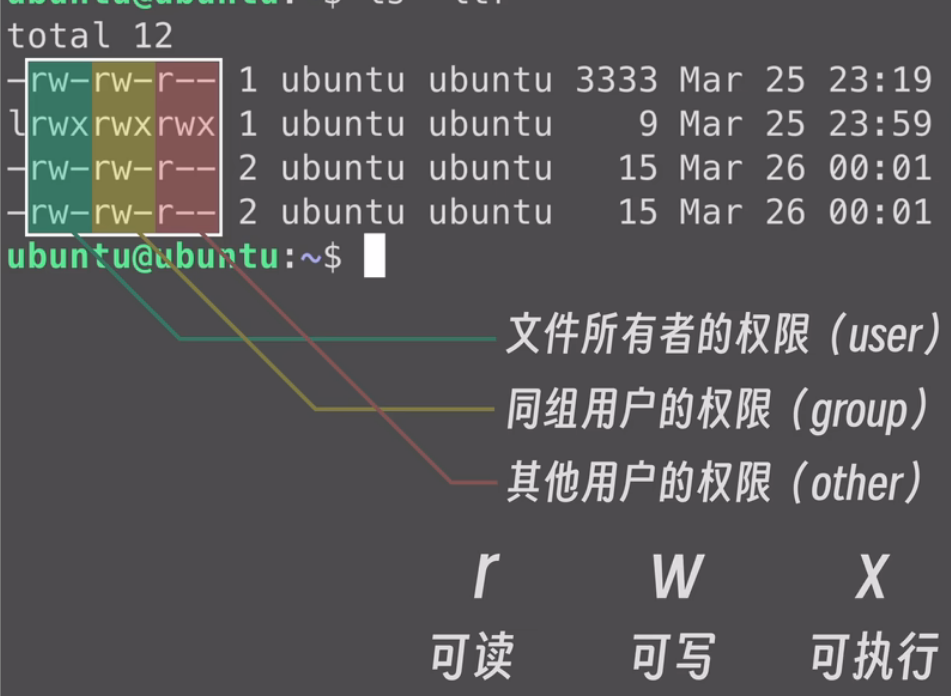 total 12
-rw-rw-r-- 1 ubuntu ubuntu 3333 Mar 25 23:19
lrwxrwxrwx 1 ubuntu ubuntu 9 Mar 25 23:59
-rw-rw-r-- 2 ubuntu ubuntu 15 Mar 26 00:01
-rw-rw-r-- 2 ubuntu ubuntu 15 Mar 26 00:01
ubuntu@ubuntu:~$
文件所有者的权限（user）
同组用户的权限（group）
其他用户的权限（other）
r w x
可读 可写 可执行